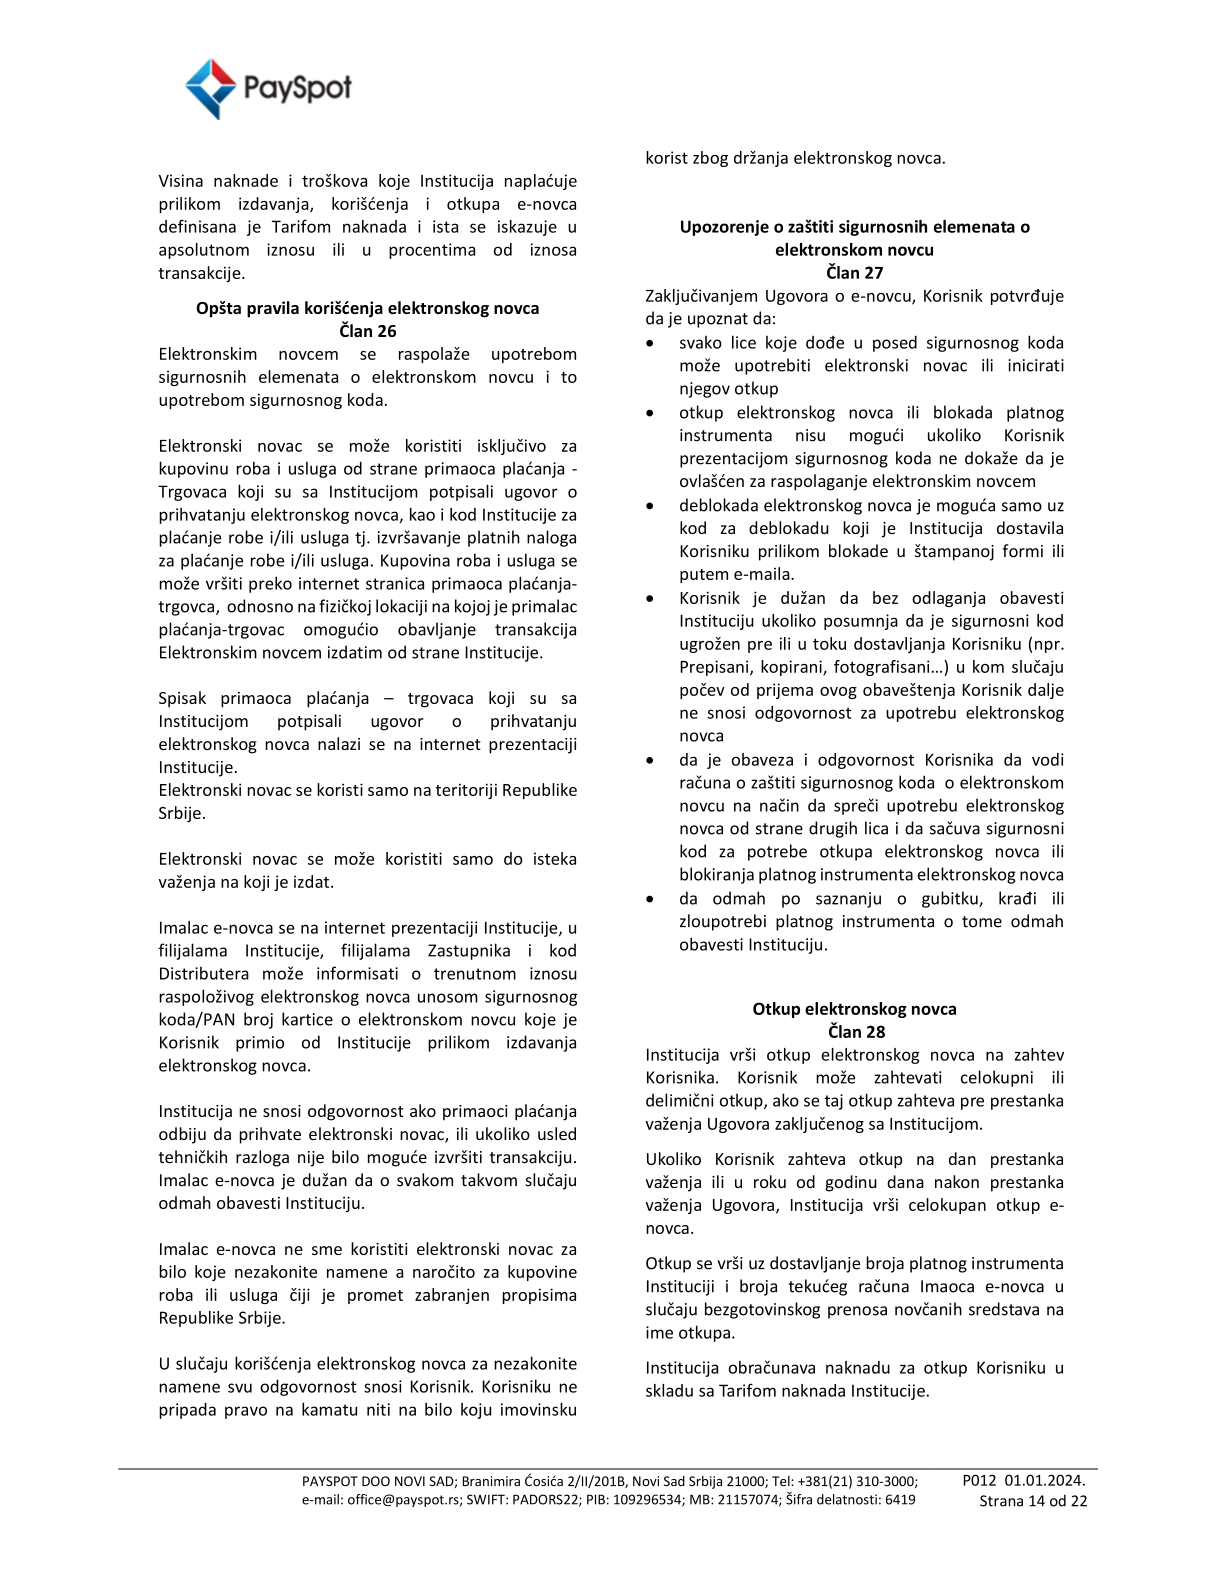 PaySpot
Visina naknade i troškova koje Institucija naplaćuje
prilikom izdavanja, korišćenja i otkupa e-novca
definisana je Tarifom naknada i ista se iskazuje u
apsolutnom iznosu ili u procentima od iznosa
transakcije.
Opšta pravila korišćenja elektronskog novca
Član 26
Elektronskim novcem se raspolaže upotrebom
sigurnosnih elemenata o elektronskom novcu i to
upotrebom sigurnosnog koda.
Elektronski novac se može koristiti isključivo za
kupovinu roba i usluga od strane primaoca plaćanja -
Trgovaca koji su sa Institucijom potpisali ugovor o
prihvatanju elektronskog novca, kao i kod Institucije za
plaćanje robe i/ili usluga tj. izvršavanje platnih naloga
za plaćanje robe i/ili usluga. Kupovina roba i usluga se
može vršiti preko internet stranica primaoca plaćanja-
trgovca, odnosno na fizičkoj lokaciji na kojoj je primalac
plaćanja-trgovac omogućio obavljanje transakcija
Elektronskim novcem izdatim od strane Institucije.
Spisak primaoca plaćanja – trgovaca koji su sa
Institucijom potpisali ugovor o prihvatanju
elektronskog novca nalazi se na internet prezentaciji
Institucije.
Elektronski novac se koristi samo na teritoriji Republike
Srbije.
Elektronski novac se može koristiti samo do isteka
važenja na koji je izdat.
Imalac e-novca se na internet prezentaciji Institucije, u
filijalama Institucije, filijalama Zastupnika i kod
Distributera može informisati o trenutnom iznosu
raspoloživog elektronskog novca unosom sigurnosnog
koda/PAN broj kartice o elektronskom novcu koje je
Korisnik primio od Institucije prilikom izdavanja
elektronskog novca.
Institucija ne snosi odgovornost ako primaoci plaćanja
odbiju da prihvate elektronski novac, ili ukoliko usled
tehničkih razloga nije bilo moguće izvršiti transakciju.
Imalac e-novca je dužan da o svakom takvom slučaju
odmah obavesti Instituciju.
Imalac e-novca ne sme koristiti elektronski novac za
bilo koje nezakonite namene a naročito za kupovine
roba ili usluga čiji je promet zabranjen propisima
Republike Srbije.
U slučaju korišćenja elektronskog novca za nezakonite
namene svu odgovornost snosi Korisnik. Korisniku ne
pripada pravo na kamatu niti na bilo koju imovinsku
korist zbog držanja elektronskog novca.
Upozorenje o zaštiti sigurnosnih elemenata o
elektronskom novcu
Član 27
Zaključivanjem Ugovora o e-novcu, Korisnik potvrđuje
da je upoznat da:
• svako lice koje dođe u posed sigurnosnog koda
može upotrebiti elektronski novac ili inicirati
njegov otkup
• otkup elektronskog novca ili blokada platnog
instrumenta nisu mogući ukoliko Korisnik
prezentacijom sigurnosnog koda ne dokaže da je
ovlašćen za raspolaganje elektronskim novcem
• deblokada elektronskog novca je moguća samo uz
kod za deblokadu koji je Institucija dostavila
Korisniku prilikom blokade u štampanoj formi ili
putem e-maila.
• Korisnik je dužan da bez odlaganja obavesti
Instituciju ukoliko posumnja da je sigurnosni kod
ugrožen pre ili u toku dostavljanja Korisniku (npr.
Prepisani, kopirani, fotografisani…) u kom slučaju
počev od prijema ovog obaveštenja Korisnik dalje
ne snosi odgovornost za upotrebu elektronskog
novca
• da je obaveza i odgovornost Korisnika da vodi
računa o zaštiti sigurnosnog koda o elektronskom
novcu na način da spreči upotrebu elektronskog
novca od strane drugih lica i da sačuva sigurnosni
kod za potrebe otkupa elektronskog novca ili
blokiranja platnog instrumenta elektronskog novca
• da odmah po saznanju o gubitku, krađi ili
zloupotrebi platnog instrumenta o tome odmah
obavesti Instituciju.
Otkup elektronskog novca
Član 28
Institucija vrši otkup elektronskog novca na zahtev
Korisnika. Korisnik može zahtevati celokupni ili
delimični otkup, ako se taj otkup zahteva pre prestanka
važenja Ugovora zaključenog sa Institucijom.
Ukoliko Korisnik zahteva otkup na dan prestanka
važenja ili u roku od godinu dana nakon prestanka
važenja Ugovora, Institucija vrši celokupan otkup e-
novca.
Otkup se vrši uz dostavljanje broja platnog instrumenta
Instituciji i broja tekućeg računa Imaoca e-novca u
slučaju bezgotovinskog prenosa novčanih sredstava na
ime otkupa.
Institucija obračunava naknadu za otkup Korisniku u
skladu sa Tarifom naknada Institucije.
PAYSPOT DOO NOVI SAD; Branimira Ćosića 2/II/201B, Novi Sad Srbija 21000; Tel: +381(21) 310-3000;
e-mail: office@payspot.rs; SWIFT: PADORS22; PIB: 109296534; MB: 21157074; Šifra delatnosti: 6419
P012 01.01.2024.
Strana 14 od 22